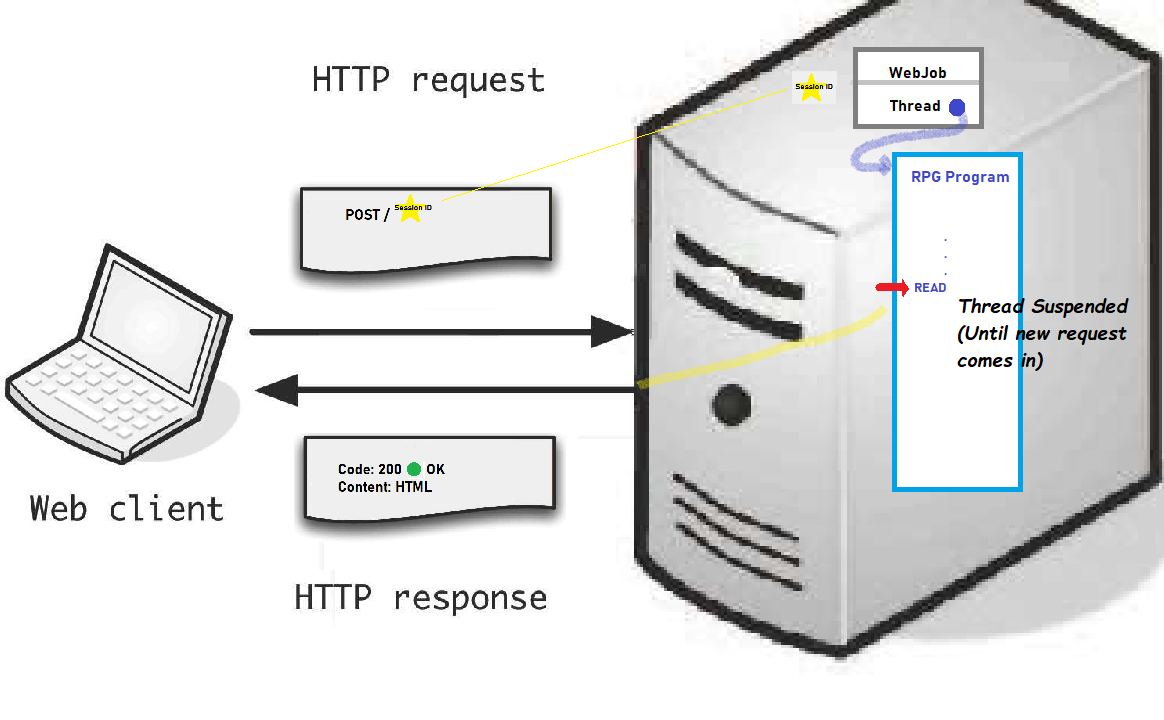 HTTP request
Session ID
WebJob
Thread
RPG Program
POST / Session ID
.
.
.
READ
Thread Suspended
(Until new request
comes in)
Code: 200 OK
Content: HTML
Web client
HTTP response